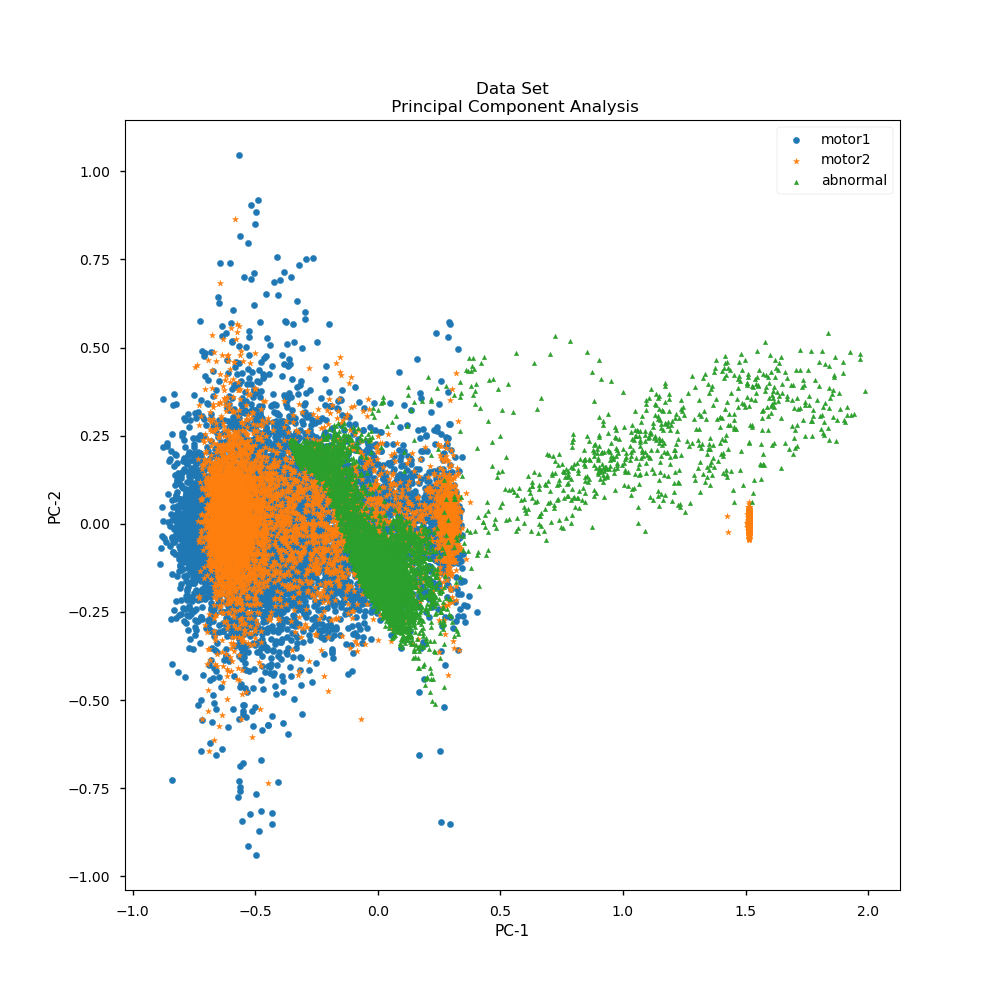 Data Set
Principal Component Analysis
motor1
motor2
abnormal
1.00
0.75
0.50
0.25
0.00
−0.25
−0.50
−0.75
−1.00
PC-2
−1.0 −0.5 0.0 0.5 1.0 1.5 2.0
PC-1